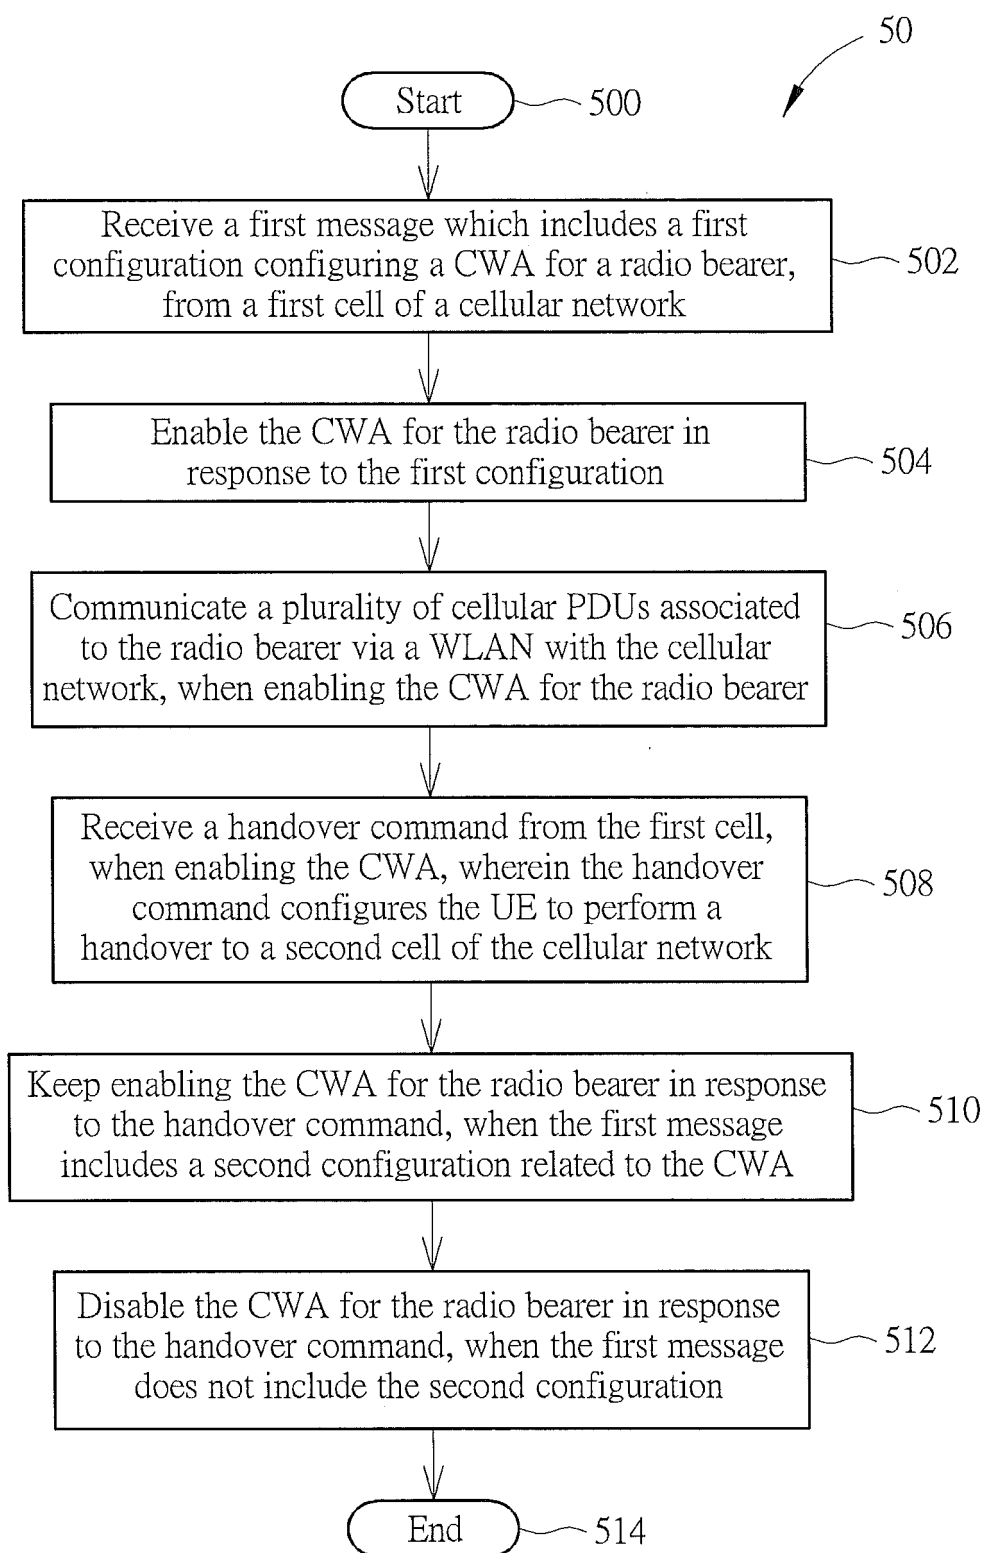 50
Start
500
Receive a first message which includes a first
configuration configuring a CWA for a radio bearer,
from a first cell of a cellular network
502
Enable the CWA for the radio bearer in
response to the first configuration
504
Communicate a plurality of cellular PDUs associated
to the radio bearer via a WLAN with the cellular
network, when enabling the CWA for the radio bearer
506
Receive a handover command from the first cell,
when enabling the CWA, wherein the handover
command configures the UE to perform a
handover to a second cell of the cellular network
508
Keep enabling the CWA for the radio bearer in response
to the handover command, when the first message
includes a second configuration related to the CWA
510
Disable the CWA for the radio bearer in response
to the handover command, when the first message
does not include the second configuration
512
End
514